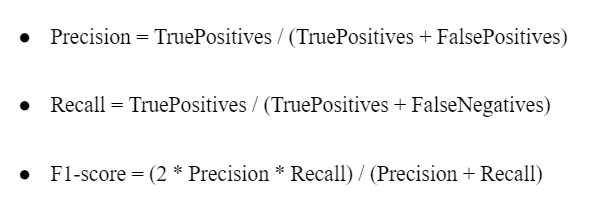 ● Precision = TruePositives / (TruePositives + FalsePositives)
● Recall = TruePositives / (TruePositives + FalseNegatives)
● F1-score = (2 * Precision * Recall) / (Precision + Recall)